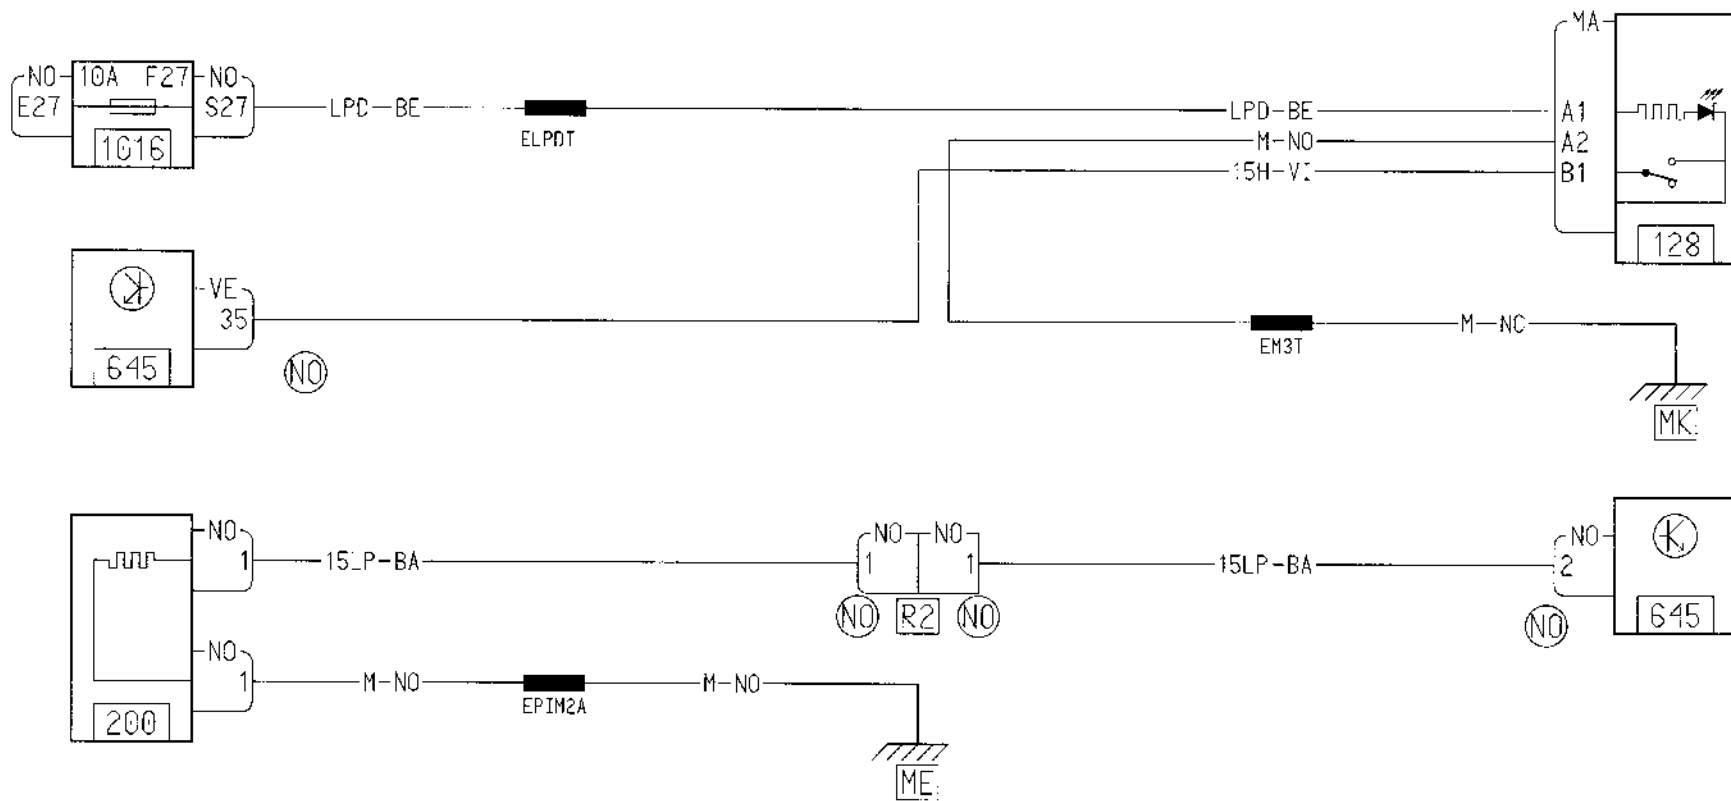 MA
NO 10A F27 NO
E27 S27 LPD-BE LPD-BE A1
ELPDT
1016
M-NO A2
15H-VI B1
128
VE
35
645
NO
EM3T
M-NO
MK
NO
1 15LP-BA
NO NO
1 1
15LP-BA
NO
2
NO R2 NO
NO
645
NO
1 M-NO M-NO
EPIM2A
200
ME